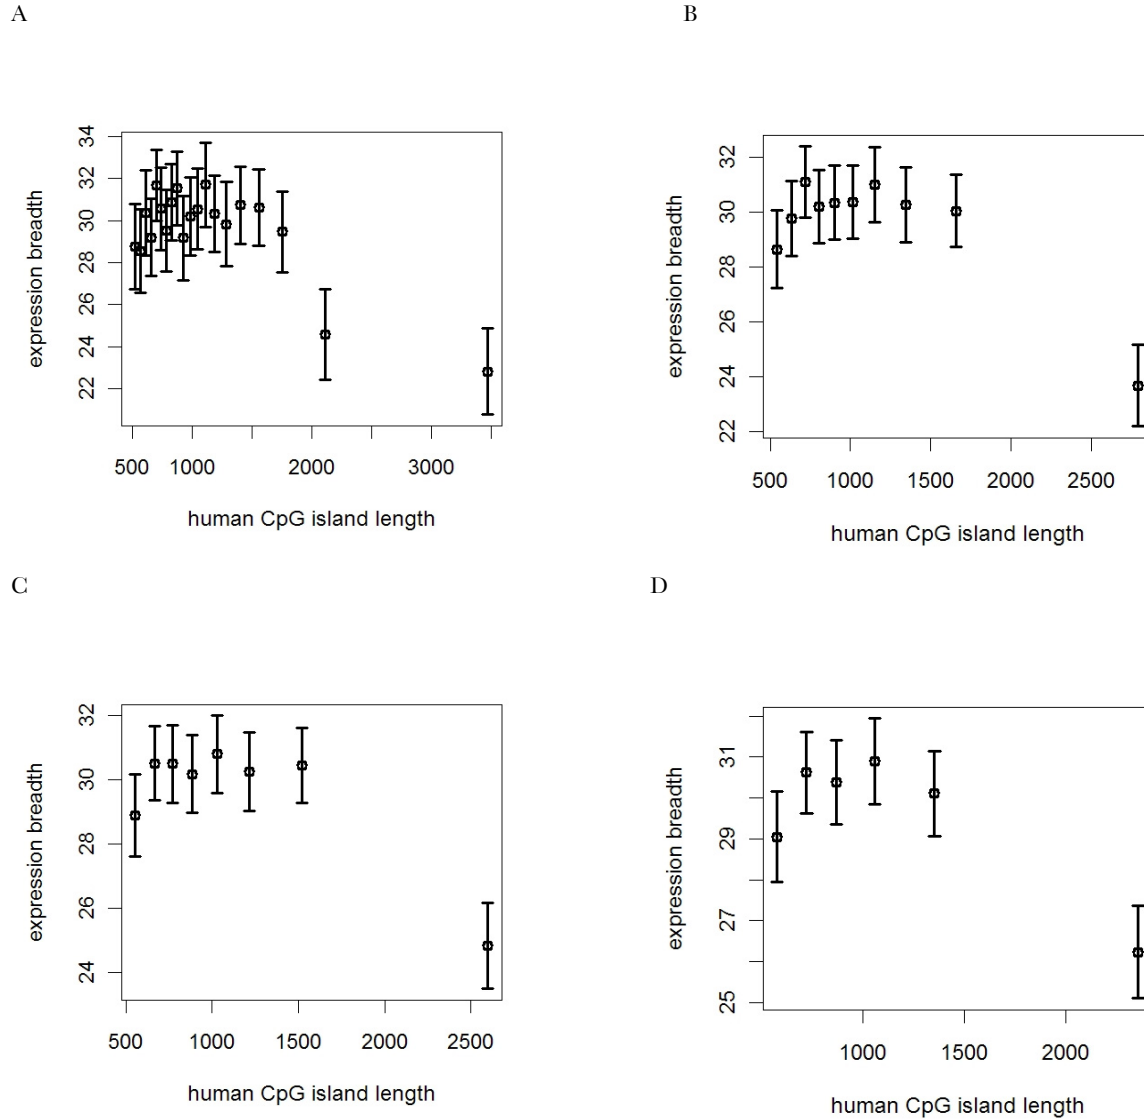 A
B
34
32
30
28
26
24
22
expression breadth
500 1000 2000 3000
human CpG island length
32
30
28
26
24
22
expression breadth
500 1000 1500 2000 2500
human CpG island length
C
D
32
30
28
26
24
expression breadth
500 1000 1500 2000 2500
human CpG island length
31
29
27
25
expression breadth
1000 1500 2000
human CpG island length